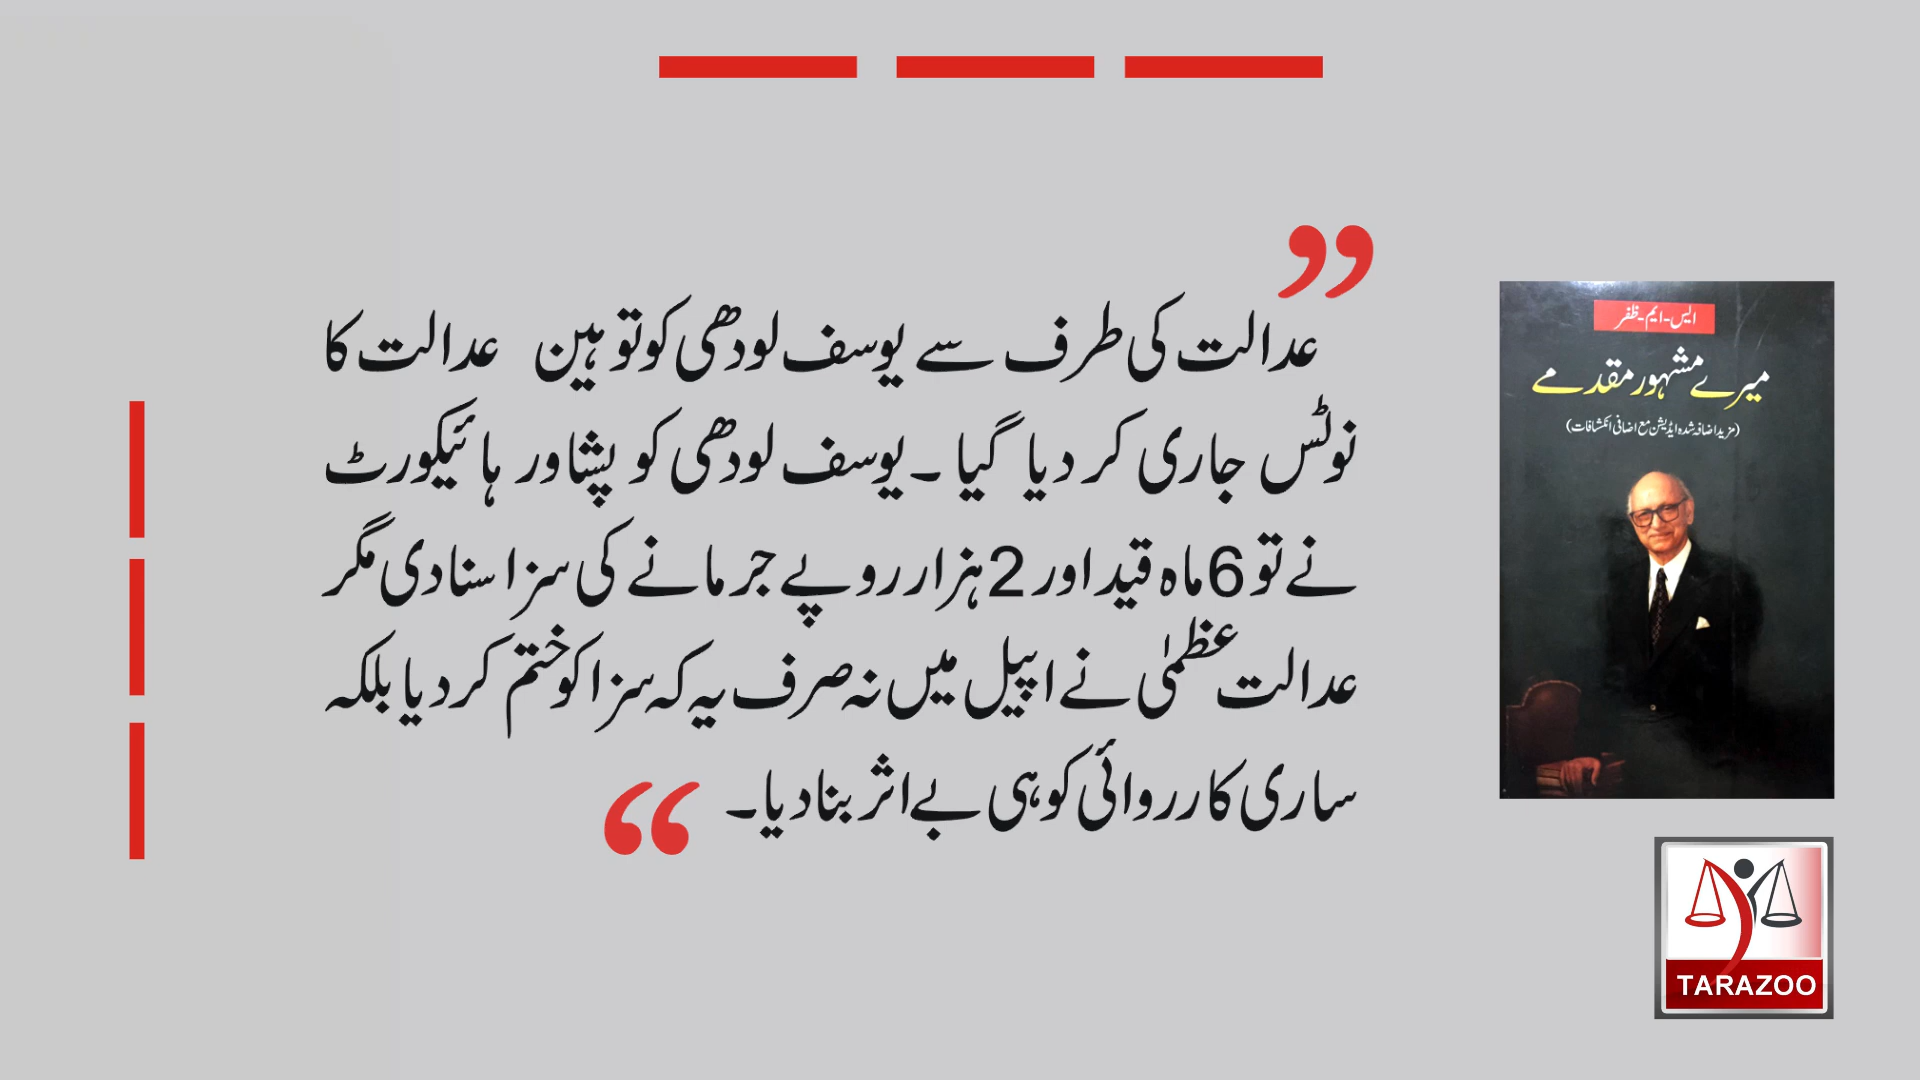 عدالت کی طرف سے یوسف لودھی کو توہین عدالت کا
نوٹس جاری کر دیا گیا ۔ یوسف لودھی کو پشاور ہائیکورٹ
نے تو 6 ماہ قید اور 2 ہزار روپے جرمانے کی سزا سنا دی مگر
عدالت عظمیٰ نے اپیل میں نہ صرف یہ کہ سزا کو ختم کر دیا بلکہ
ساری کارروائی کو ہی بے اثر بنا دیا ۔
ایس - ایم - ظفر
میرے مشہور مقدمے
(مزید اضافہ شدہ ایڈیشن مع اضافی انکشافات)
TARAZOO